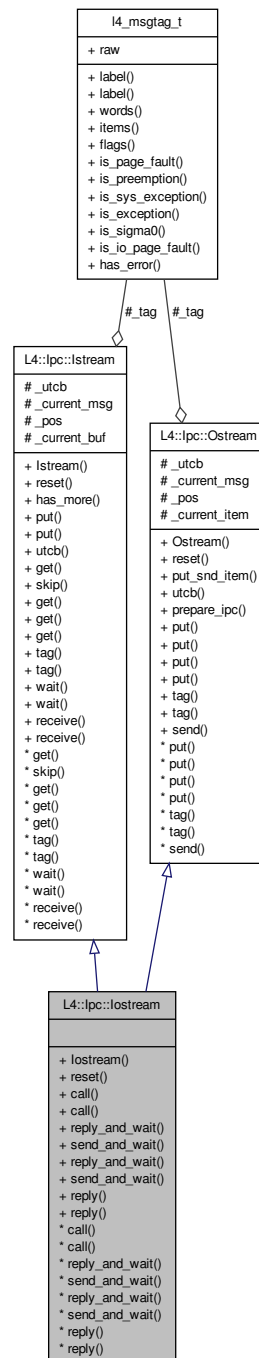 l4_msgtag_t
+ raw
+ label()
+ label()
+ words()
+ items()
+ flags()
+ is_page_fault()
+ is_preemption()
+ is_sys_exception()
+ is_exception()
+ is_sigma0()
+ is_io_page_fault()
+ has_error()
#_tag
#_tag
L4::Ipc::Istream
# _utcb
# _current_msg
# _pos
# _current_buf
+ Istream()
+ reset()
+ has_more()
+ put()
+ put()
+ utcb()
+ get()
+ skip()
+ get()
+ get()
+ get()
+ tag()
+ tag()
+ wait()
+ wait()
+ receive()
+ receive()
* get()
* skip()
* get()
* get()
* get()
* tag()
* tag()
* wait()
* wait()
* receive()
* receive()
L4::Ipc::Ostream
# _utcb
# _current_msg
# _pos
# _current_item
+ Ostream()
+ reset()
+ put_snd_item()
+ utcb()
+ prepare_ipc()
+ put()
+ put()
+ put()
+ put()
+ tag()
+ tag()
+ send()
* put()
* put()
* put()
* put()
* tag()
* tag()
* send()
L4::Ipc::Iostream
+ Iostream()
+ reset()
+ call()
+ call()
+ reply_and_wait()
+ send_and_wait()
+ reply_and_wait()
+ send_and_wait()
+ reply()
+ reply()
* call()
* call()
* reply_and_wait()
* send_and_wait()
* reply_and_wait()
* send_and_wait()
* reply()
* reply()